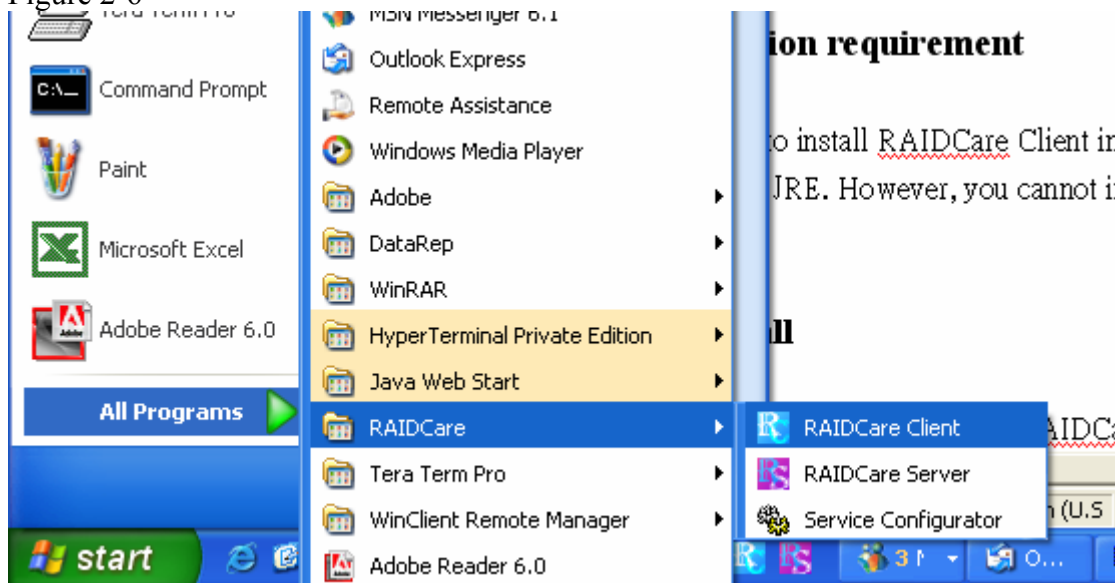 Tera Term Pro
Command Prompt
C:\_
Paint
Microsoft Excel
Adobe Reader 6.0
All Programs
start
MSN Messenger 6.1
Outlook Express
Remote Assistance
Windows Media Player
Adobe
DataRep
WinRAR
HyperTerminal Private Edition
Java Web Start
RAIDCare
Tera Term Pro
WinClient Remote Manager
Adobe Reader 6.0
RAIDCare Client
RAIDCare Server
Service Configurator
ion requirement
o install RAIDCare Client in
JRE. However, you cannot i
ll
AIDCa
(U.S
3
O...